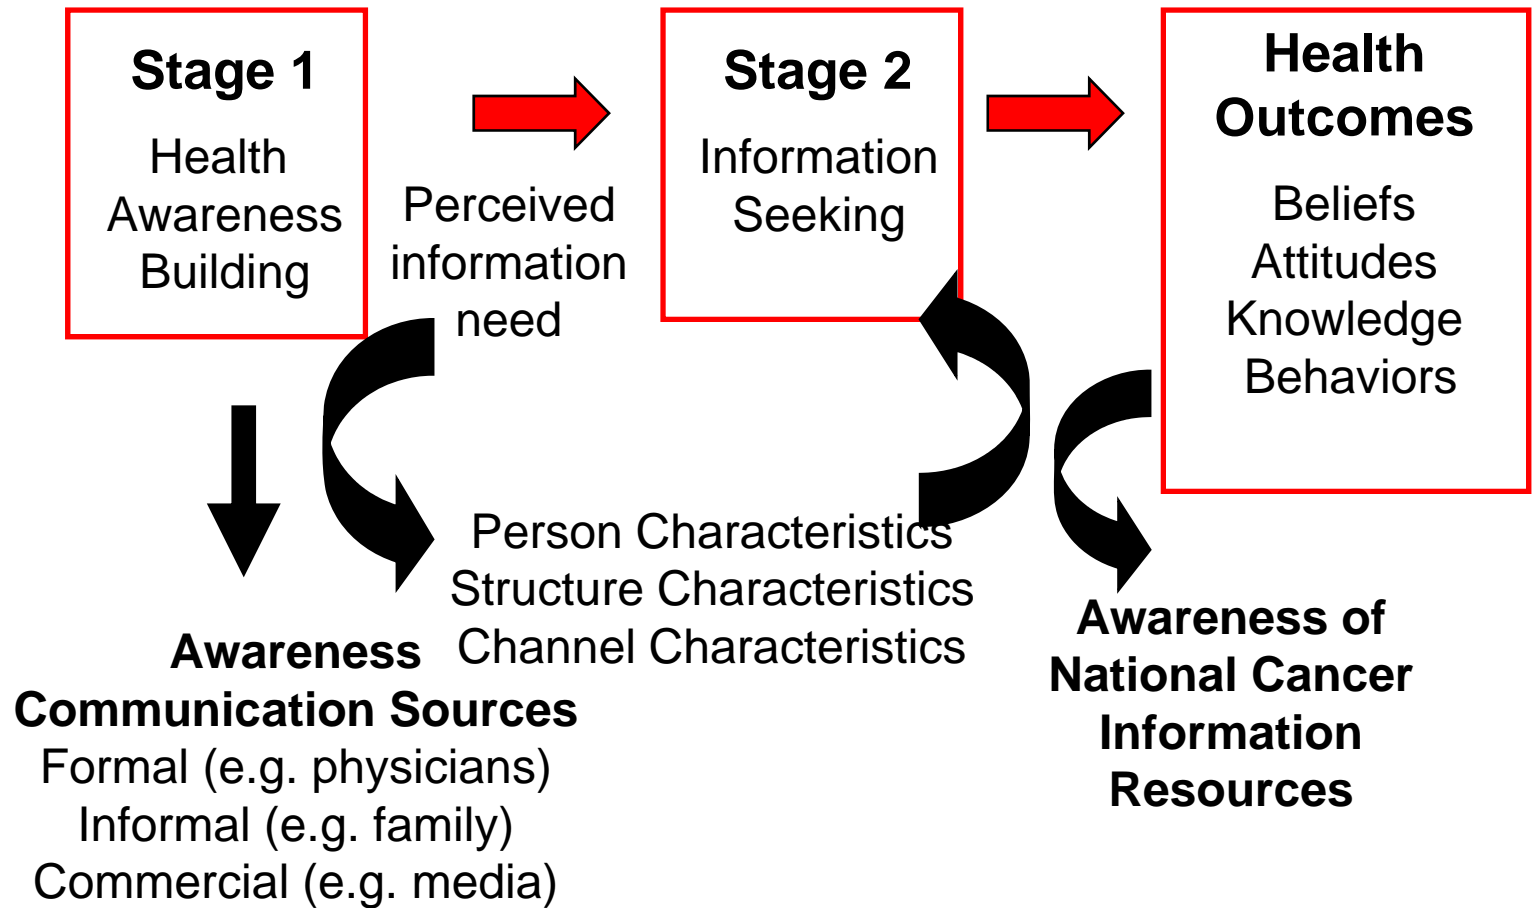 Stage 1
Health
Awareness
Building
Perceived
information
need
Stage 2
Information
Seeking
Health
Outcomes
Beliefs
Attitudes
Knowledge
Behaviors
Person Characteristics
Structure Characteristics
Channel Characteristics
Awareness
Communication Sources
Formal (e.g. physicians)
Informal (e.g. family)
Commercial (e.g. media)
Awareness of
National Cancer
Information
Resources